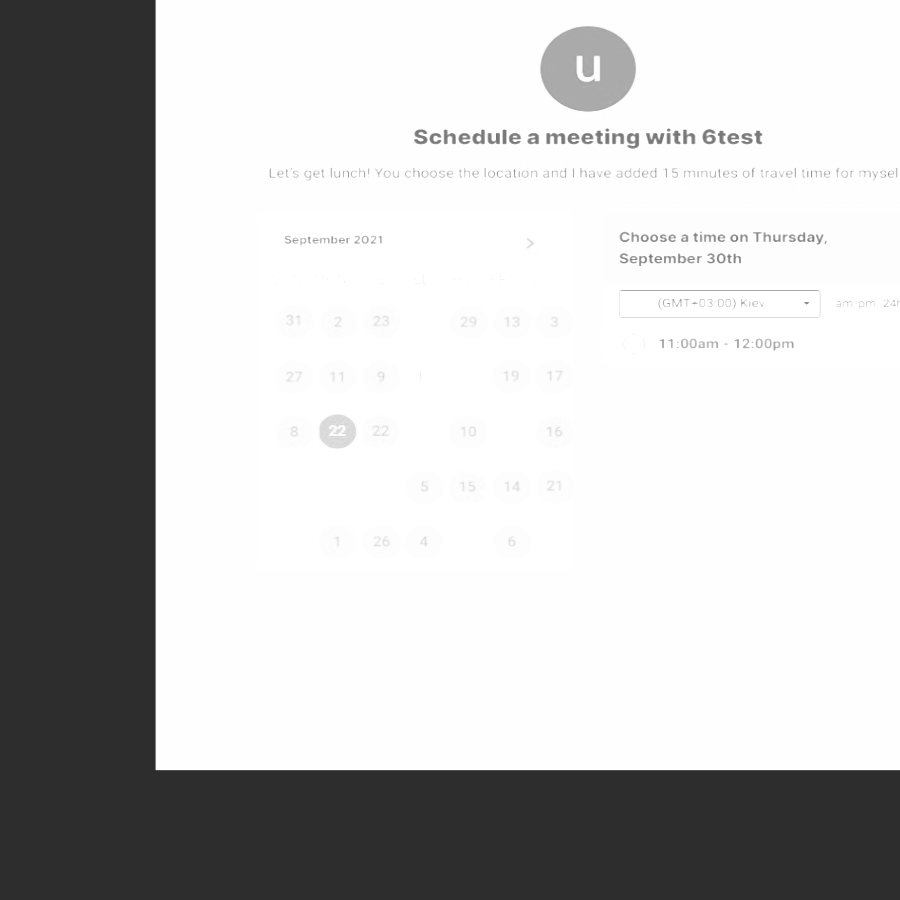 u
Schedule a meeting with 6test
Let's get lunch! You choose the location and I have added 15 minutes of travel time for mysel
September 2021
31 2 23 29 13 3
27 11 9 19 17
8 22 22 10 16
5 15 14 21
1 26 4 6
Choose a time on Thursday,
September 30th
(GMT+03:00) Kiev am pm 24h
11:00am - 12:00pm